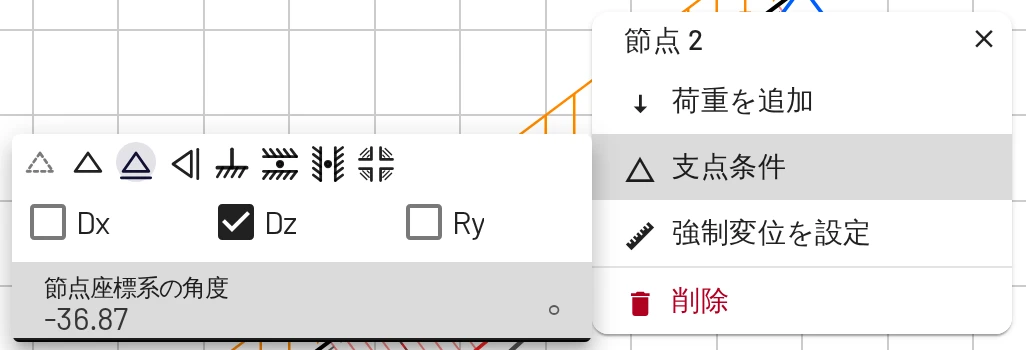 節点 2
荷重を追加
支点条件
強制変位を設定
削除
Dx Dz Ry
節点座標系の角度
-36.87 °